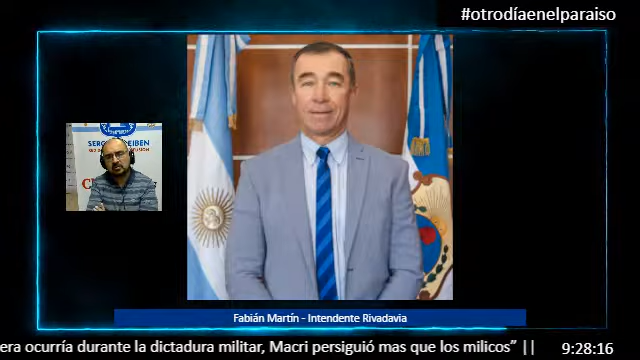 #otrodíaenelparaiso
Fabián Martín - Intendente Rivadavia
era ocurría durante la dictadura militar, Macri persiguió mas que los milicos” ||
9:28:16